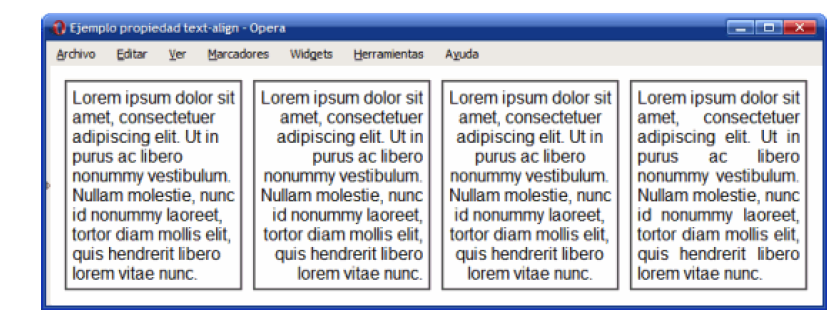 Ejemplo propiedad text-align - Opera
Archivo Editar Ver Marcadores Widgets Herramientas Ayuda
Lorem ipsum dolor sit
amet, consectetuer
adipiscing elit. Ut in
purus ac libero
nonummy vestibulum.
Nullam molestie, nunc
id nonummy laoreet,
tortor diam mollis elit,
quis hendrerit libero
lorem vitae nunc.
Lorem ipsum dolor sit
amet, consectetuer
adipiscing elit. Ut in
purus ac libero
nonummy vestibulum.
Nullam molestie, nunc
id nonummy laoreet,
tortor diam mollis elit,
quis hendrerit libero
lorem vitae nunc.
Lorem ipsum dolor sit
amet, consectetuer
adipiscing elit. Ut in
purus ac libero
nonummy vestibulum.
Nullam molestie, nunc
id nonummy laoreet,
tortor diam mollis elit,
quis hendrerit libero
lorem vitae nunc.
Lorem ipsum dolor sit
amet, consectetuer
adipiscing elit. Ut in
purus ac libero
nonummy vestibulum.
Nullam molestie, nunc
id nonummy laoreet,
tortor diam mollis elit,
quis hendrerit libero
lorem vitae nunc.